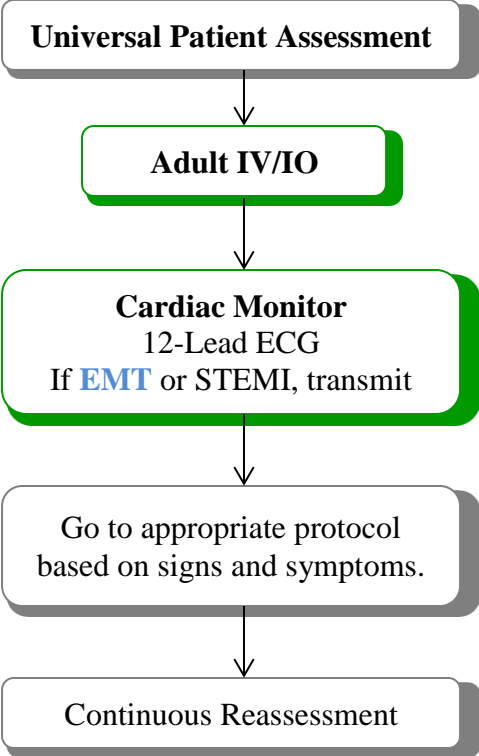 Universal Patient Assessment
Adult IV/IO
Cardiac Monitor
12-Lead ECG
If EMT or STEMI, transmit
Go to appropriate protocol
based on signs and symptoms.
Continuous Reassessment